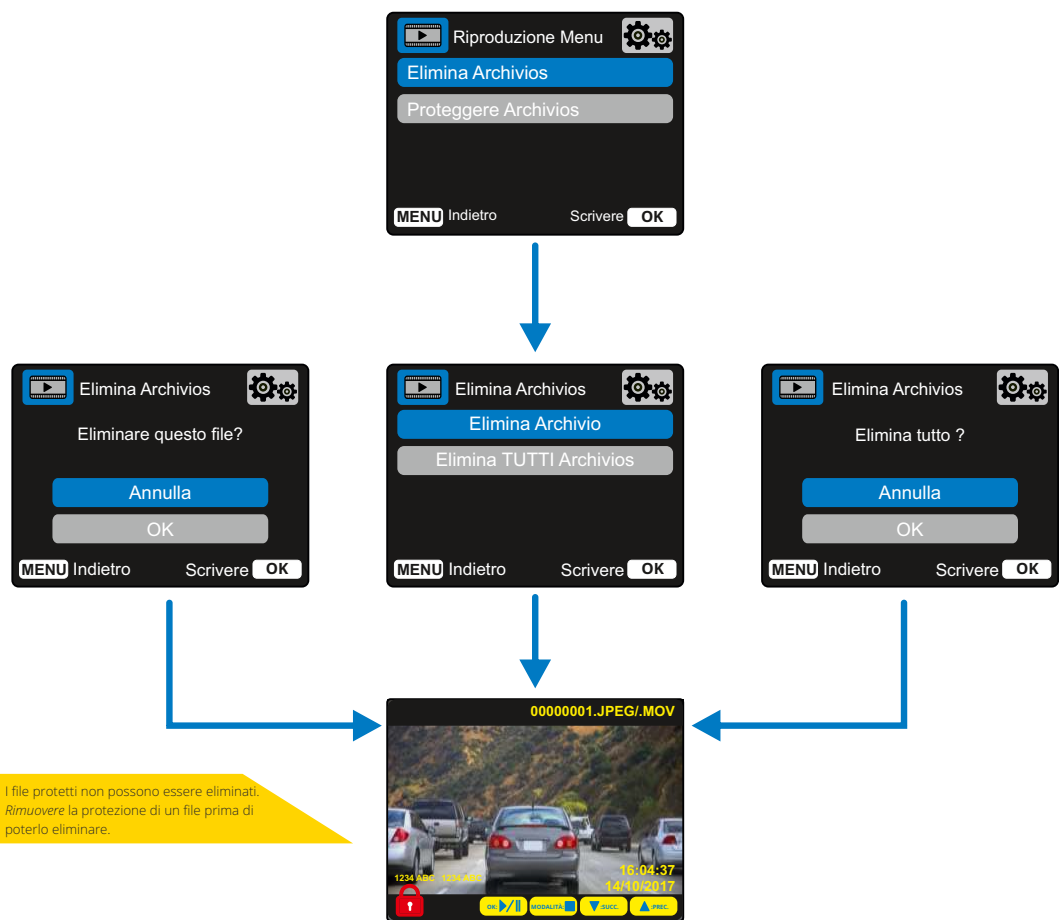 Riproduzione Menu
Elimina Archivios
Proteggere Archivios
MENU Indietro Scrivere OK
Elimina Archivios
Eliminare questo file?
Annulla
OK
MENU Indietro Scrivere OK
Elimina Archivios
Elimina Archivio
Elimina TUTTI Archivios
MENU Indietro Scrivere OK
Elimina Archivios
Elimina tutto ?
Annulla
OK
MENU Indietro Scrivere OK
00000001.JPEG/.MOV
I file protetti non possono essere eliminati.
Rimuovere la protezione di un file prima di
poterlo eliminare.
16:04:37
1234 ABC 1234 ABC
14/10/2017
OK: MODALITÀ: :SUCC. :PREC.